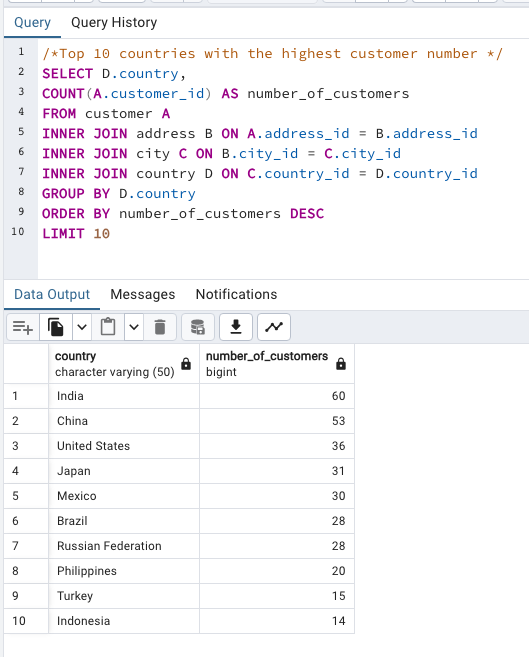 Query Query History
1 /*Top 10 countries with the highest customer number */
2 SELECT D.country,
3 COUNT(A.customer_id) AS number_of_customers
4 FROM customer A
5 INNER JOIN address B ON A.address_id = B.address_id
6 INNER JOIN city C ON B.city_id = C.city_id
7 INNER JOIN country D ON C.country_id = D.country_id
8 GROUP BY D.country
9 ORDER BY number_of_customers DESC
10 LIMIT 10
Data Output Messages Notifications
country number_of_customers
character varying (50) bigint
1 India 60
2 China 53
3 United States 36
4 Japan 31
5 Mexico 30
6 Brazil 28
7 Russian Federation 28
8 Philippines 20
9 Turkey 15
10 Indonesia 14